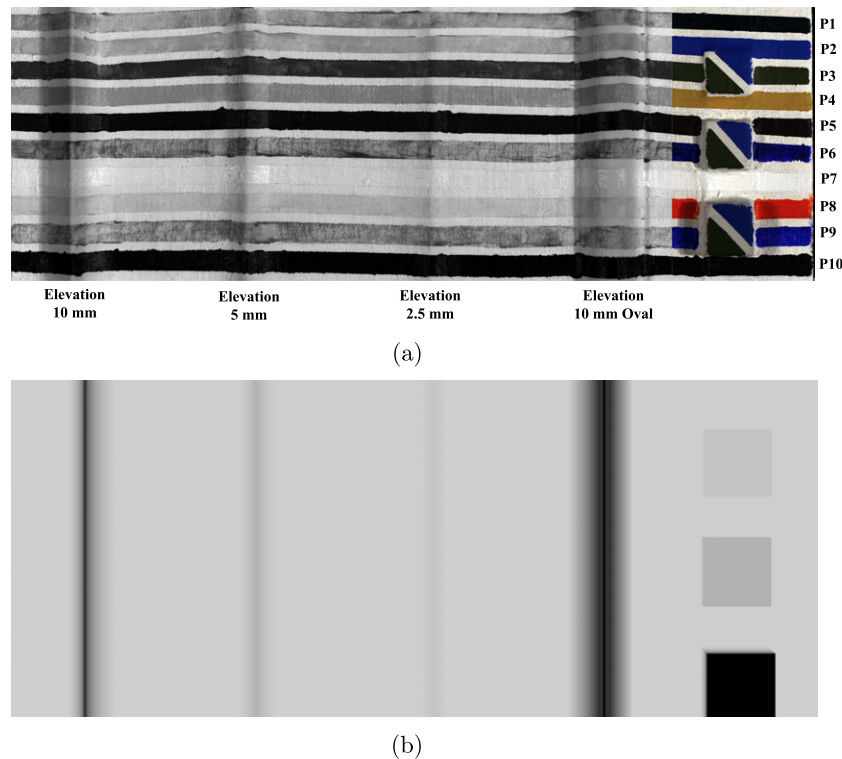 P1
P2
P3
P4
P5
P6
P7
P8
P9
P10
Elevation
10 mm
Elevation
5 mm
Elevation
2.5 mm
Elevation
10 mm Oval
(a)
(b)